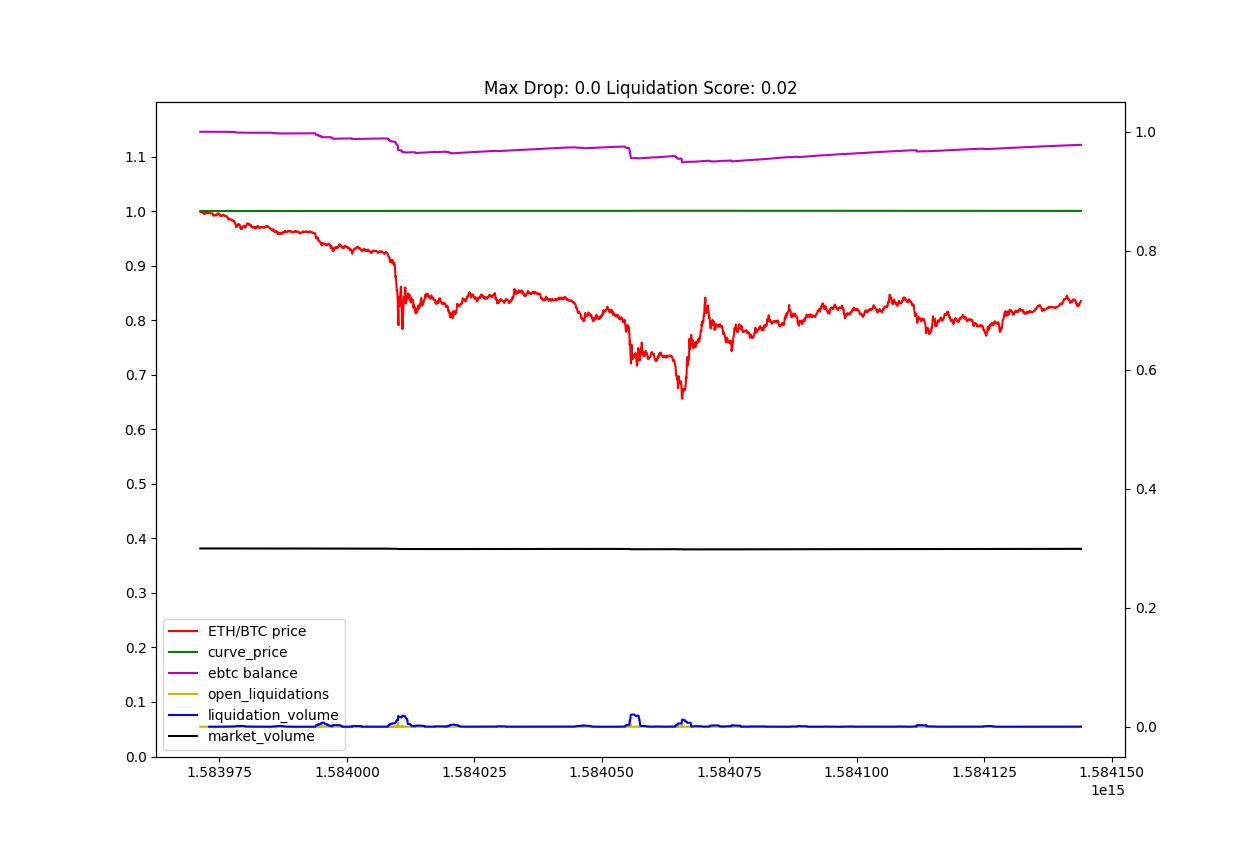 Max Drop: 0.0 Liquidation Score: 0.02
1.1
1.0
0.9
0.8
0.7
0.6
0.5
0.4
0.3
0.2
0.1
0.0
1.0
0.8
0.6
0.4
0.2
0.0
ETH/BTC price
curve_price
ebtc balance
open_liquidations
liquidation_volume
market_volume
1.583975 1.584000 1.584025 1.584050 1.584075 1.584100 1.584125 1.584150
1e15